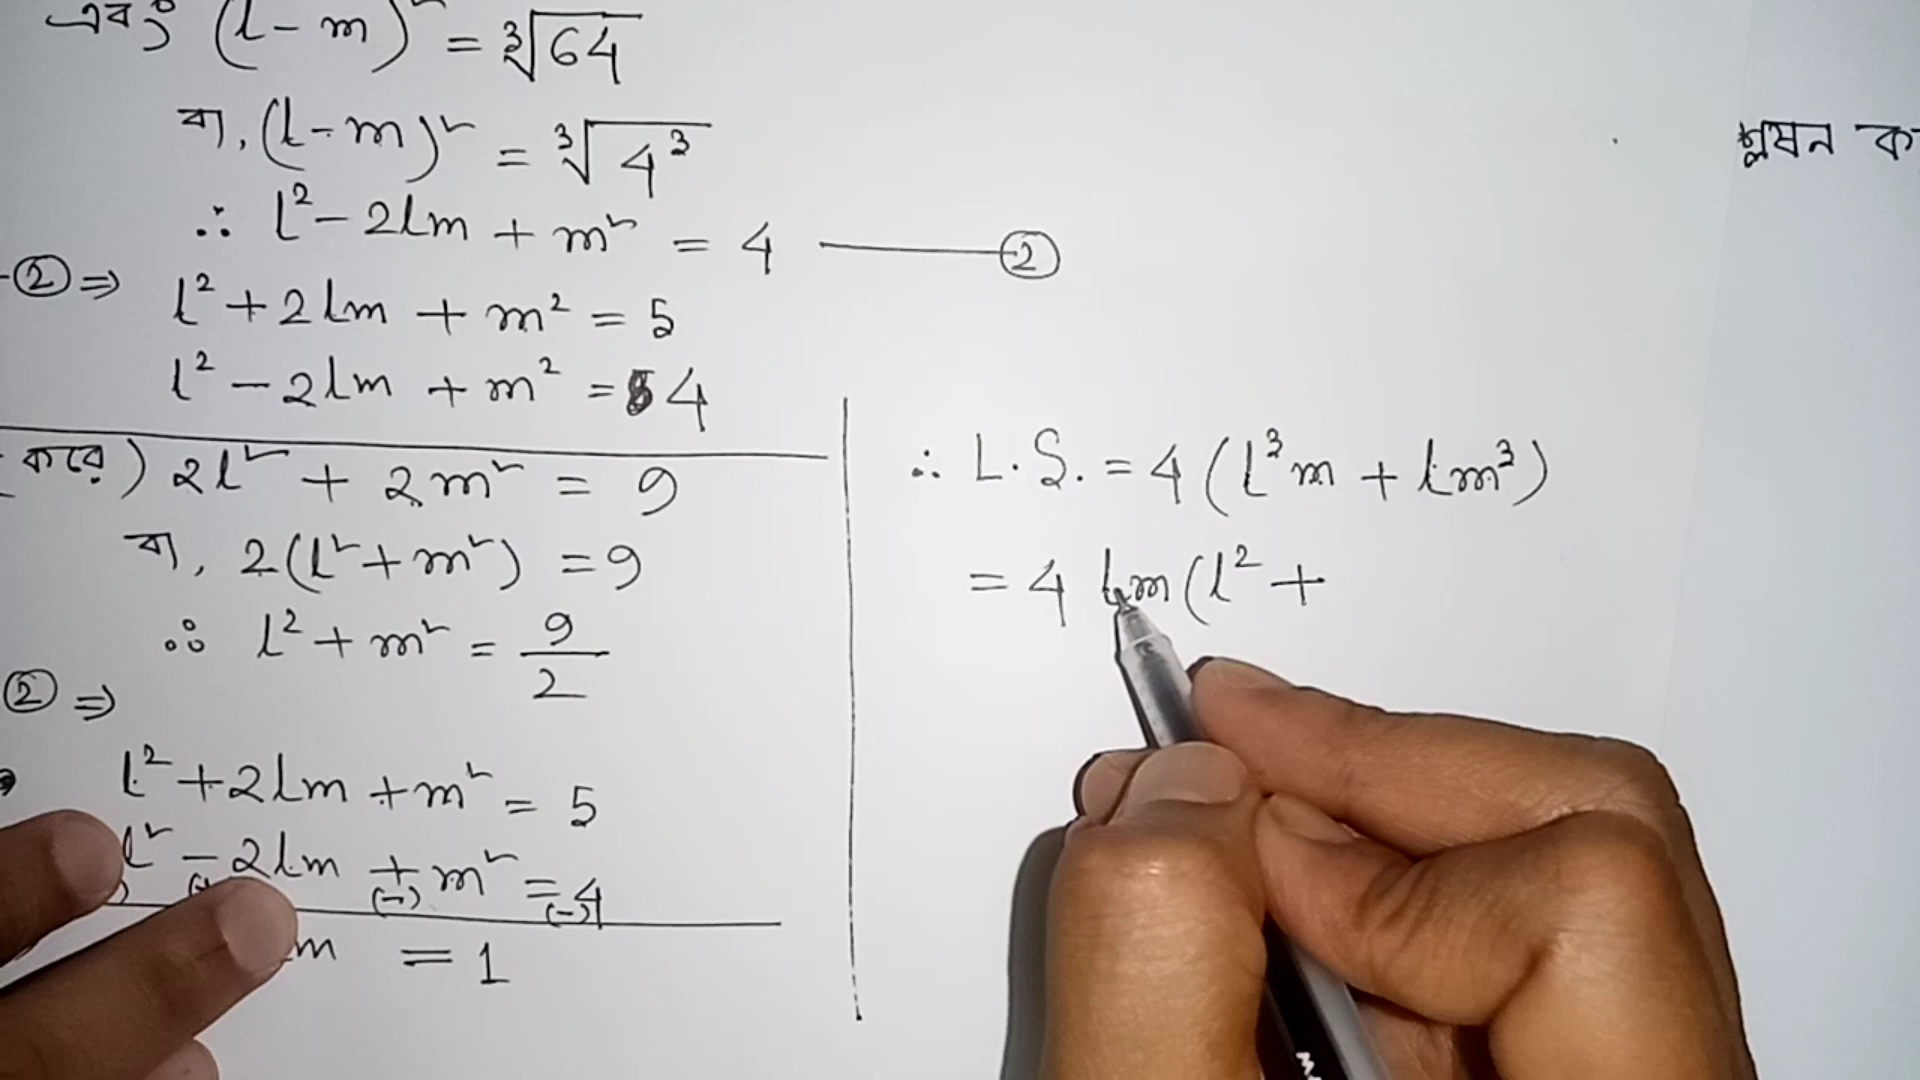 এবং (l - m)² = ∛64
বা, (l - m)² = ∛4³
∴ l² - 2lm + m² = 4 —— ②
-② ⇒ l² + 2lm + m² = 5
l² - 2lm + m² = 4
করে) 2l² + 2m² = 9
বা, 2(l² + m²) = 9
∴ l² + m² = 9/2
② ⇒
l² + 2lm + m² = 5
l² - 2lm + m² = 4
(-) (-)
m = 1
∴ L.S. = 4(l³m + lm³)
= 4 lm(l² +